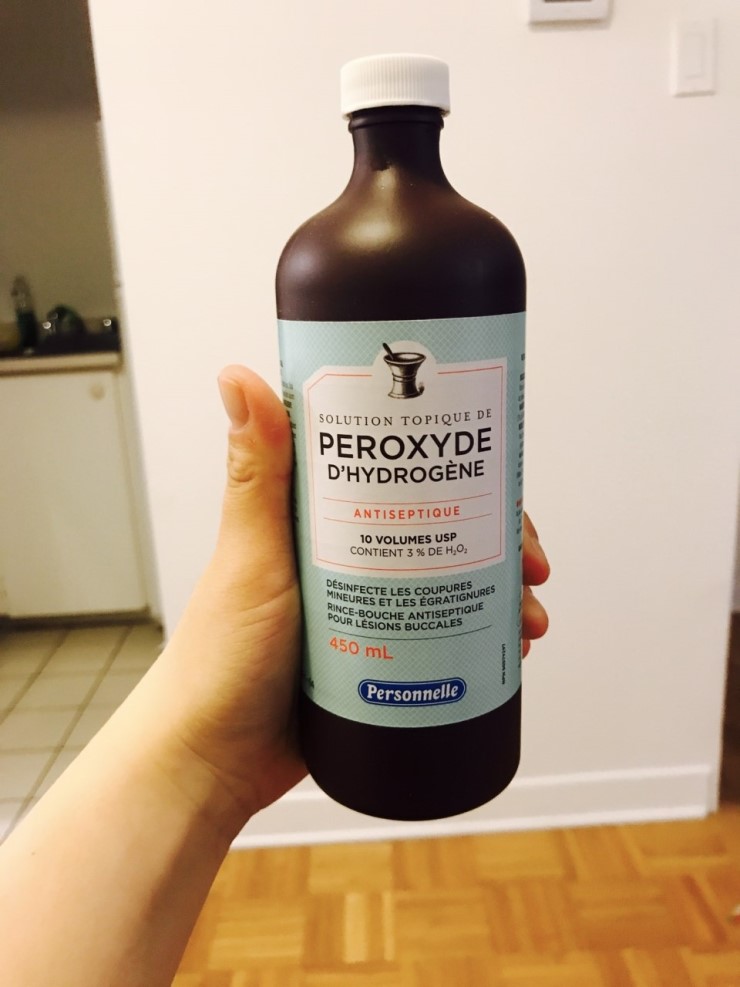 SOLUTION TOPIQUE DE
PEROXYDE
D'HYDROGÈNE
ANTISEPTIQUE
10 VOLUMES USP
CONTIENT 3 % DE H₂O₂
DÉSINFECTE LES COUPURES
MINEURES ET LES ÉGRATIGNURES
RINCE-BOUCHE ANTISEPTIQUE
POUR LÉSIONS BUCCALES
450 mL
Personnelle